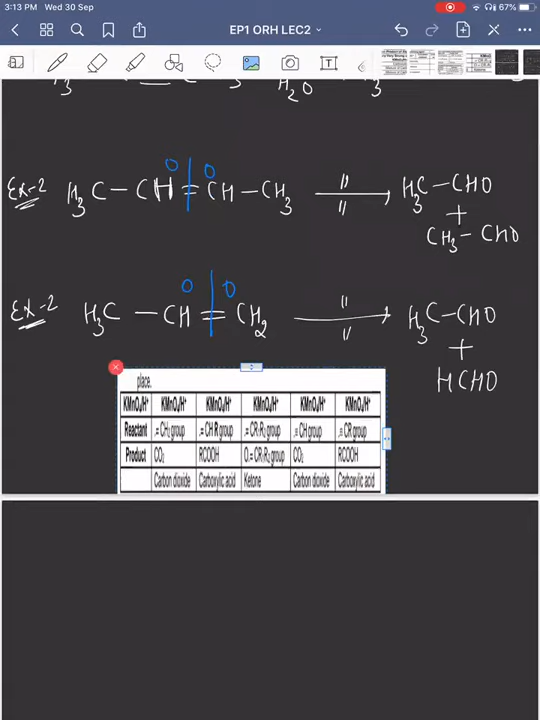 3:13 PM Wed 30 Sep
67%
EP1 ORH LEC2
T
H₂O
Ex-2 H₃C – CH = CH – CH₃ → H₃C – CHO
O O
+
CH₃ – CHO
Ex-2 H₃C – CH = CH₂ → H₃C – CHO
O O
+
HCHO
place.
KMnO₄/H⁺ KMnO₄/H⁺ KMnO₄/H⁺ KMnO₄/H⁺ KMnO₄/H⁺ KMnO₄/H⁺
Reactant =CH₂ group =CH·R group =CR₁R₂ group =CH group =CR group
Product CO₂ RCOOH O=CR₁R₂ group CO₂ RCOOH
Carbon dioxide Carboxylic acid Ketone Carbon dioxide Carboxylic acid